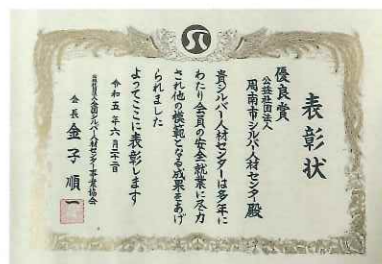 表彰状
優良賞
公益社団法人
周南市シルバー人材センター殿
貴シルバー人材センターは多年に
わたり会員の安全就業に尽力
され他の模範となる成果をあげ
られました
よってここに表彰します
令和五年六月二十二日
公益社団法人全国シルバー人材センター事業協会
会長 金子順一